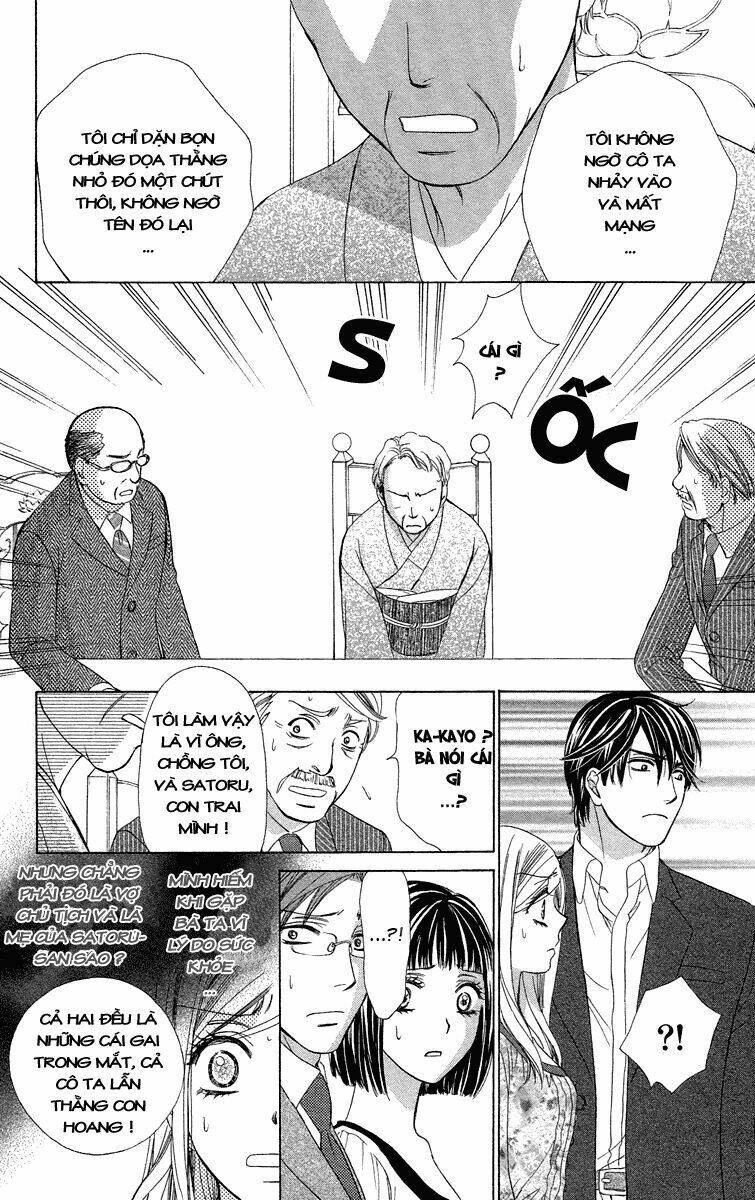 TÔI KHÔNG
NGỜ CÔ TA
NHẢY VÀO
VÀ MẤT
MẠNG
...
TÔI CHỈ DẶN BỌN
CHÚNG DỌA THẰNG
NHỎ ĐÓ MỘT CHÚT
THÔI, KHÔNG NGỜ
TÊN ĐÓ LẠI
...
CÁI GÌ
?
S
ỐC
?!
KA-KAYO ?
BÀ NÓI CÁI
GÌ
...?
TÔI LÀM VẬY
LÀ VÌ ÔNG,
CHỒNG TÔI,
VÀ SATORU,
CON TRAI
MÌNH !
...?!
MÌNH HIẾM
KHI GẶP
BÀ TA VÌ
LÝ DO SỨC
KHỎE
...
NHƯNG CHẲNG
PHẢI ĐÓ LÀ VỢ
CHỦ TỊCH VÀ LÀ
MẸ CỦA SATORU-
SAN SAO ?
CẢ HAI ĐỀU LÀ
NHỮNG CÁI GAI
TRONG MẮT, CẢ
CÔ TA LẪN
THẰNG CON
HOANG !